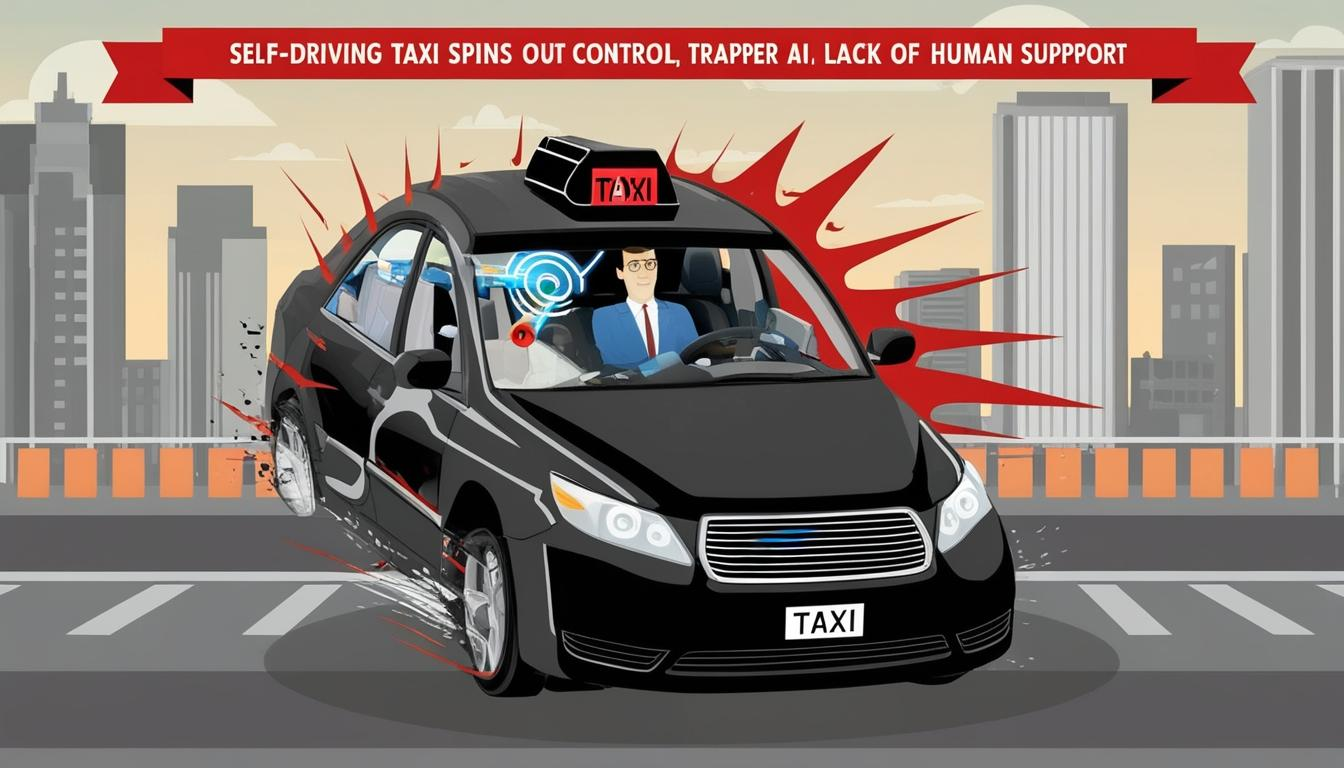 SELF-DRIVING TAXI SPINS OUT CONTROL, TRAPPER AI, LACK OF HUMAN SUPPPORT
TAXI
TAXI